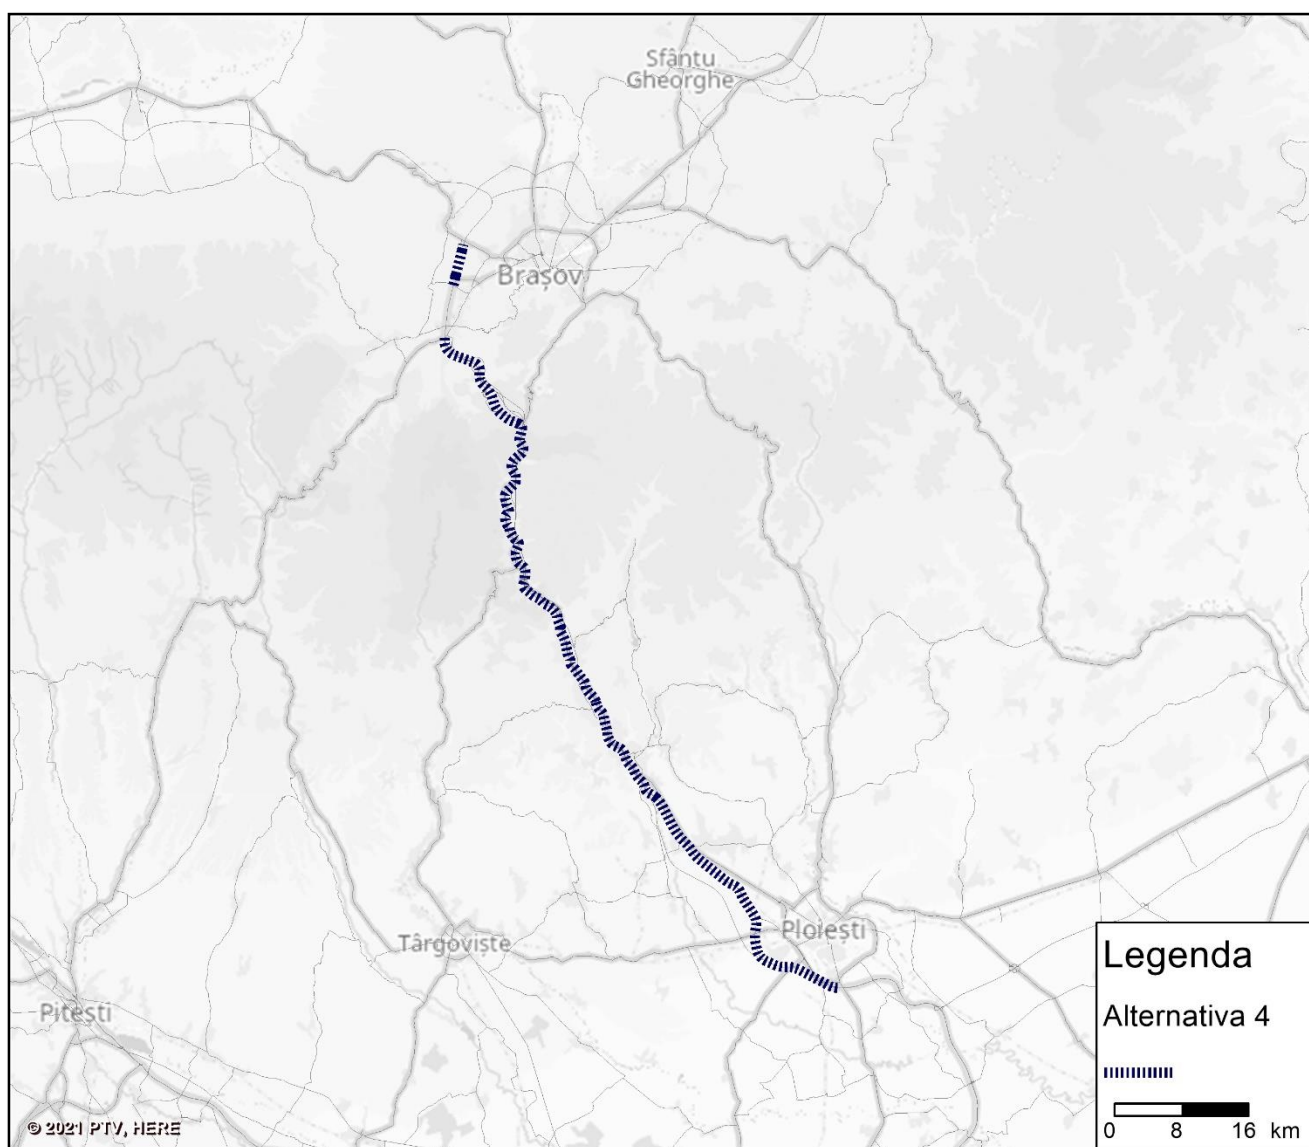 Sfântu
Gheorghe
Brașov
Ploiești
Târgoviște
Pitești
Legenda
Alternativa 4
0 8 16 km
© 2021 PTV, HERE